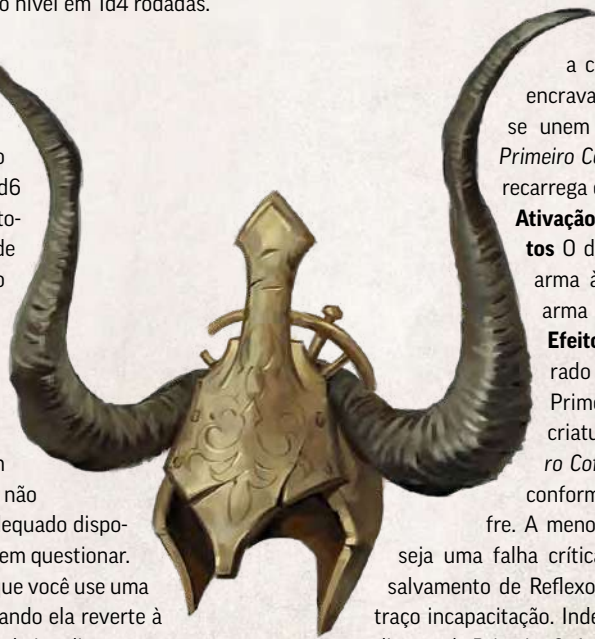 o nível em 1d4 rodadas.
o
d6
to-
de
o
n
não
equado dispo-
em questionar.
que você use uma
ando ela reverte à
a c
encrava
se unem
Primeiro Co
recarrega
Ativação
tos O d
arma à
arma
Efeito
rado
Prime
criatu
ro Cof
conform
fre. A meno
seja uma falha crític
salvamento de Reflexo
traço incapacitação. Inde